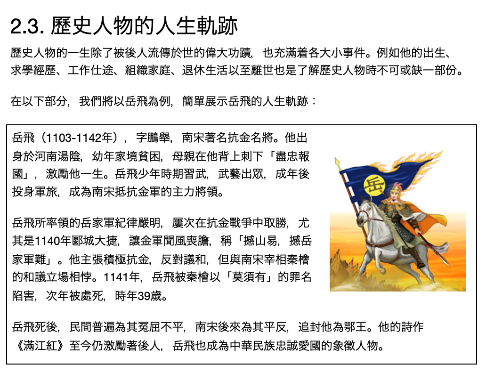 2.3. 歷史人物的人生軌跡
歷史人物的一生除了被後人流傳於世的偉大功蹟，也充滿着各大小事件。例如他的出生、
求學經歷、工作仕途、組織家庭、退休生活以至離世也是了解歷史人物時不可或缺一部份。
在以下部分，我們將以岳飛為例，簡單展示岳飛的人生軌跡：
岳飛（1103-1142年），字鵬舉，南宋著名抗金名將。他出
身於河南湯陰，幼年家境貧困，母親在他背上刺下「盡忠報
國」，激勵他一生。岳飛少年時期習武，武藝出眾，成年後
投身軍旅，成為南宋抵抗金軍的主力將領。
岳飛所率領的岳家軍紀律嚴明，屢次在抗金戰爭中取勝，尤
其是1140年郾城大捷，讓金軍聞風喪膽，稱「撼山易，撼岳
家軍難」。他主張積極抗金，反對議和，但與南宋宰相秦檜
的和議立場相悖。1141年，岳飛被秦檜以「莫須有」的罪名
陷害，次年被處死，時年39歲。
岳飛死後，民間普遍為其冤屈不平，南宋後來為其平反，追封他為鄂王。他的詩作
《滿江紅》至今仍激勵著後人，岳飛也成為中華民族忠誠愛國的象徵人物。
岳